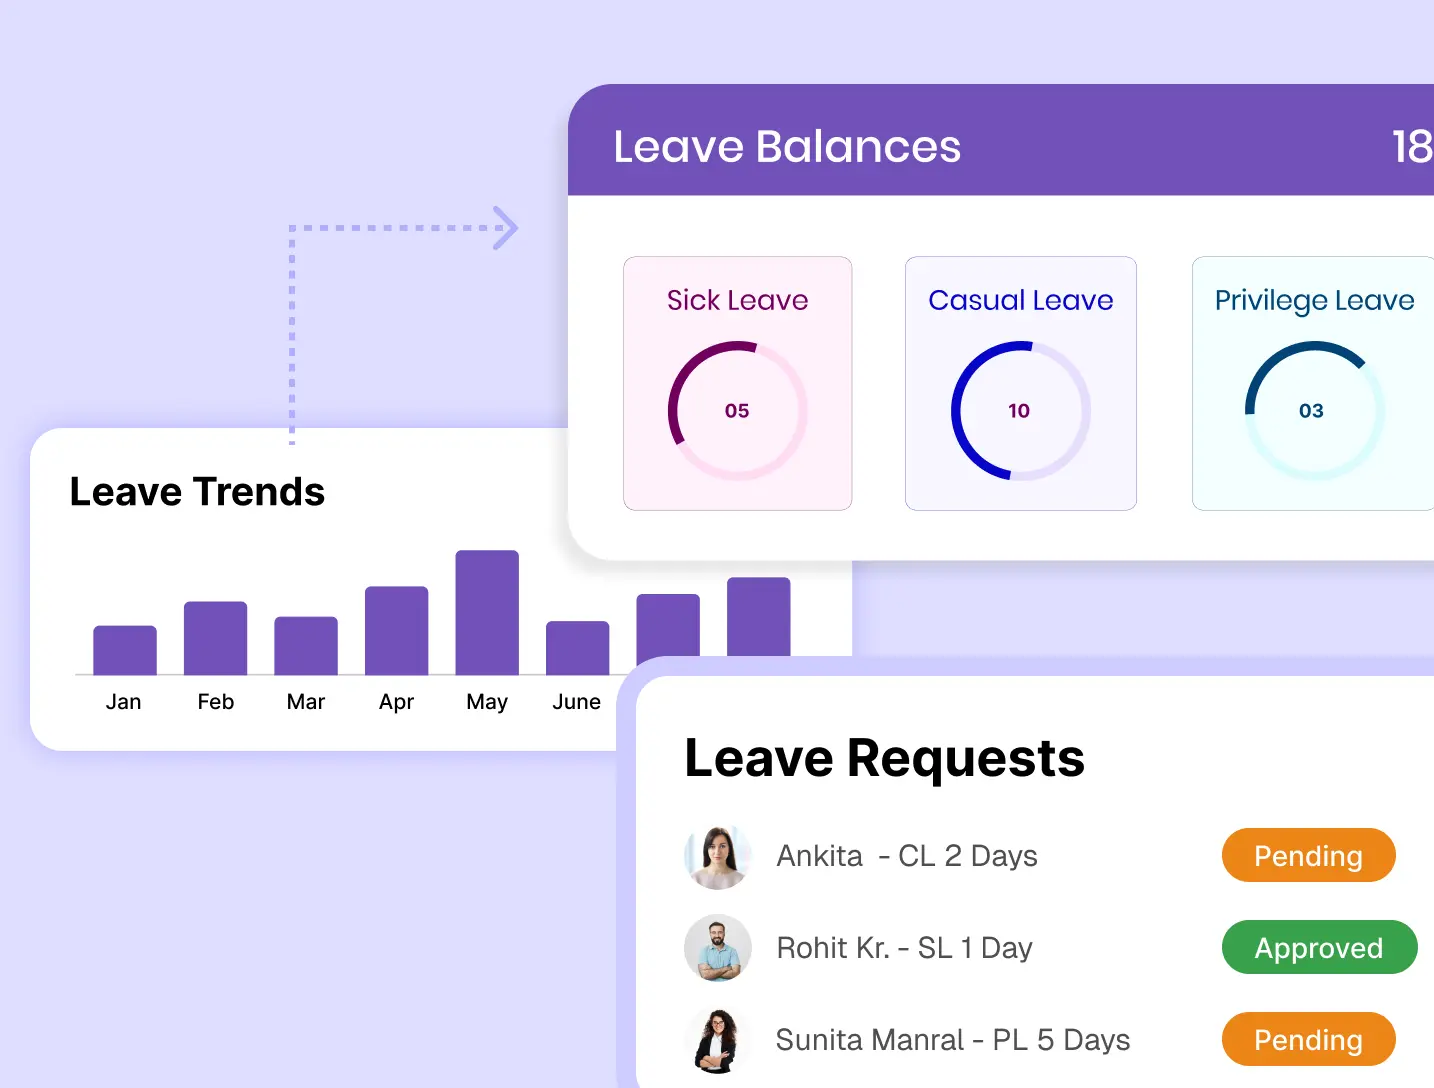 Leave Balances 18
Sick Leave
Casual Leave
Privilege Leave
05
10
03
Leave Trends
Jan Feb Mar Apr May June
Leave Requests
Ankita - CL 2 Days Pending
Rohit Kr. - SL 1 Day Approved
Sunita Manral - PL 5 Days Pending